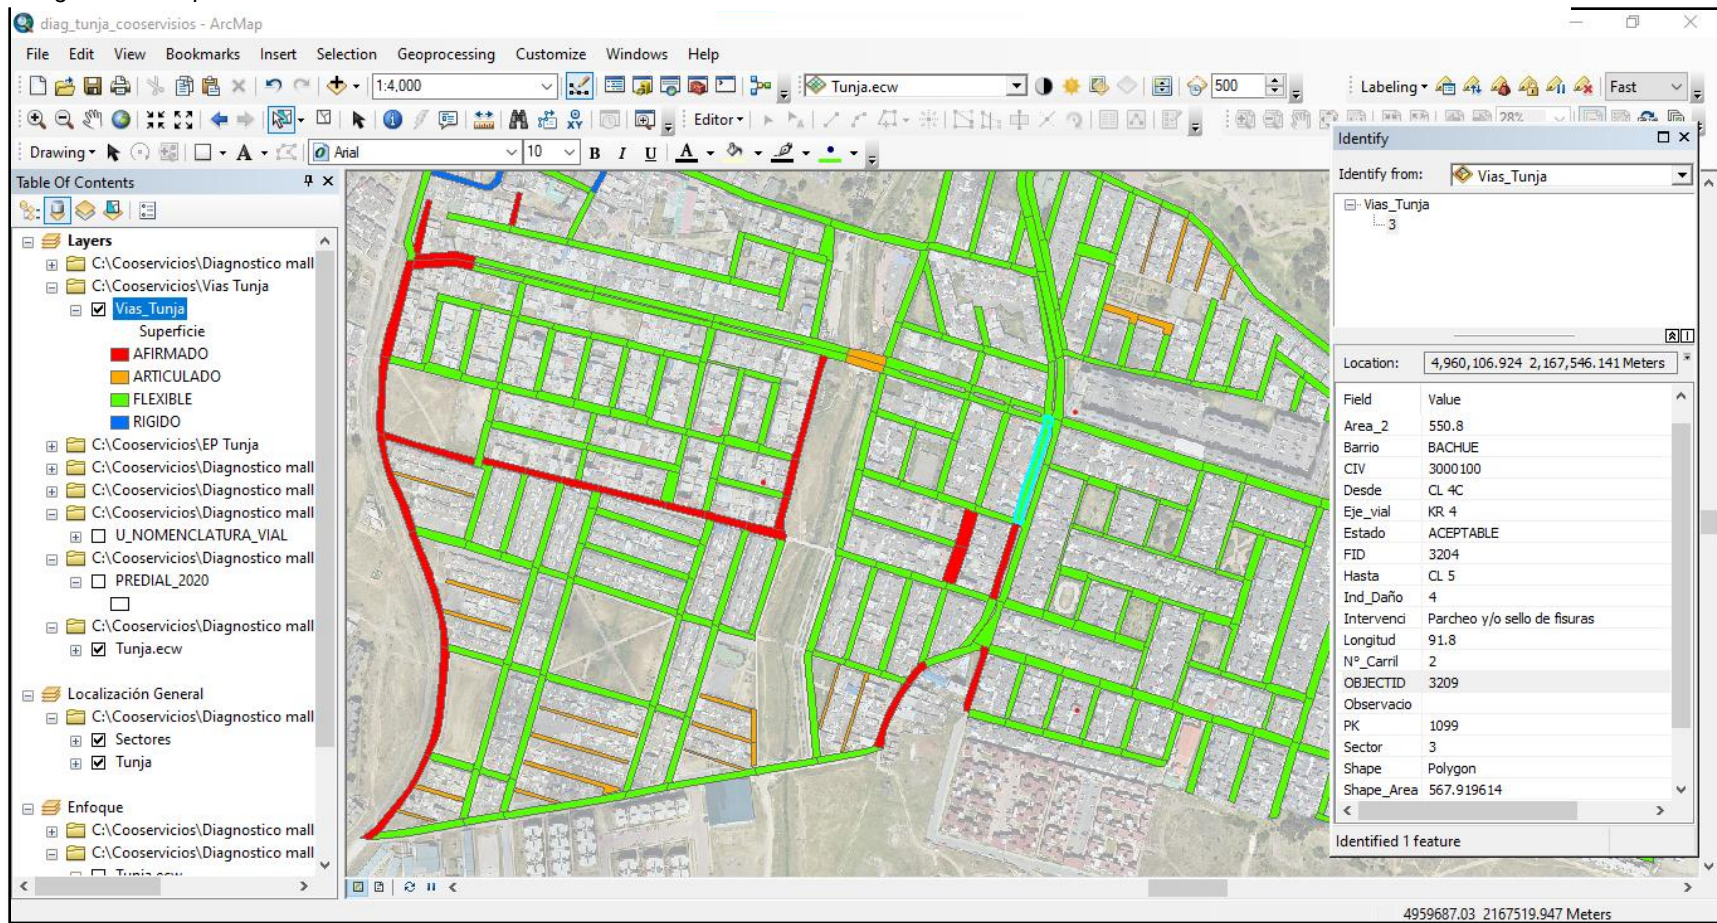 diag_tunja_cooservisios - ArcMap
File Edit View Bookmarks Insert Selection Geoprocessing Customize Windows Help
1:4,000 Tunja.ecw 500 Labeling Fast
Editor 28%
Drawing A Arial 10 B I U A
Table Of Contents
Layers
C:\Cooservicios\Diagnostico mall
C:\Cooservicios\Vias Tunja
Vias_Tunja
Superficie
AFIRMADO
ARTICULADO
FLEXIBLE
RIGIDO
C:\Cooservicios\EP Tunja
C:\Cooservicios\Diagnostico mall
C:\Cooservicios\Diagnostico mall
C:\Cooservicios\Diagnostico mall
U_NOMENCLATURA_VIAL
C:\Cooservicios\Diagnostico mall
PREDIAL_2020
C:\Cooservicios\Diagnostico mall
Tunja.ecw
Localización General
C:\Cooservicios\Diagnostico mall
Sectores
Tunja
Enfoque
C:\Cooservicios\Diagnostico mall
C:\Cooservicios\Diagnostico mall
Tunja.ecw
Identify
Identify from: Vias_Tunja
Vias_Tunja
3
Location: 4,960,106.924 2,167,546.141 Meters
Field Value
Area_2 550.8
Barrio BACHUE
CIV 3000100
Desde CL 4C
Eje_vial KR 4
Estado ACEPTABLE
FID 3204
Hasta CL 5
Ind_Daño 4
Intervenci Parcheo y/o sello de fisuras
Longitud 91.8
N°_Carril 2
OBJECTID 3209
Observacio
PK 1099
Sector 3
Shape Polygon
Shape_Area 567.919614
Identified 1 feature
4959687.03 2167519.947 Meters